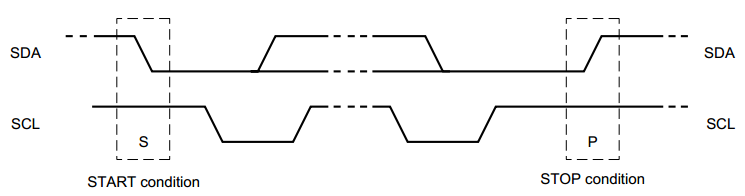 SDA
SDA
SCL
S
P
SCL
START condition
STOP condition